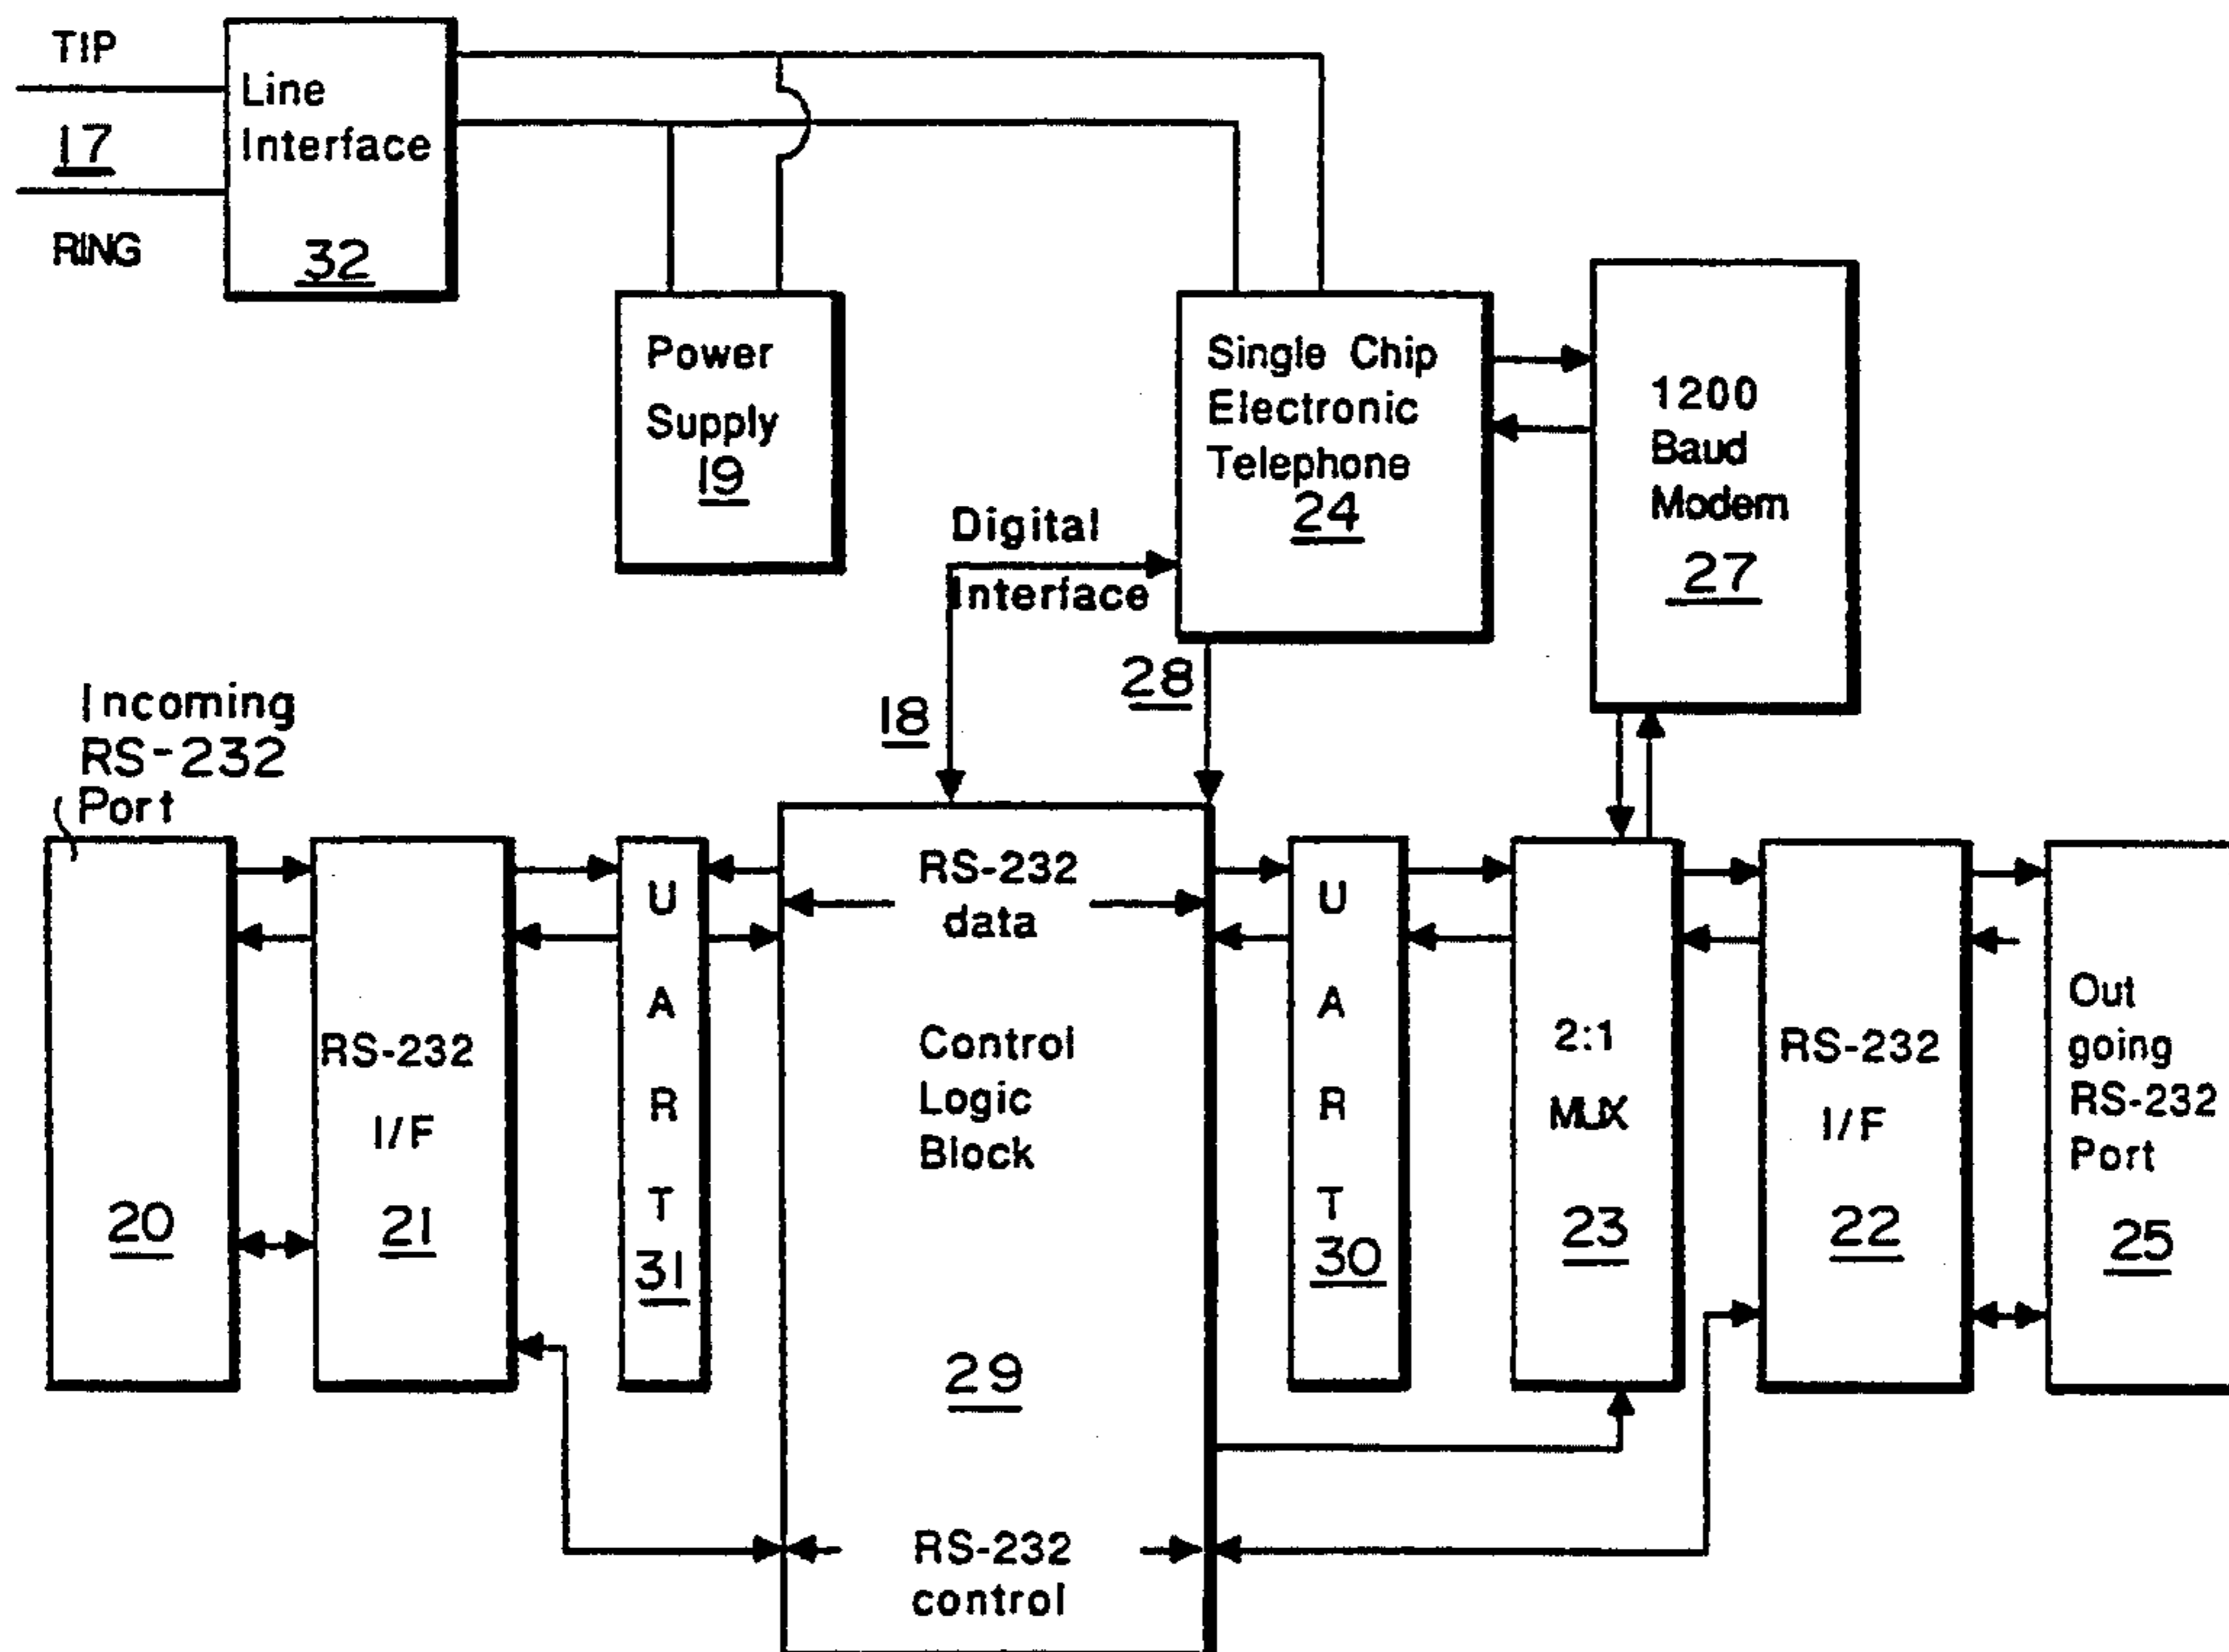 TIP
17
RING
Line
Interface
32
Power
Supply
19
Single Chip
Electronic
Telephone
24
1200
Baud
Modem
27
Digital
Interface
18
28
Incoming
RS-232
Port
20
RS-232
I/F
21
U
A
R
T
31
RS-232
data
Control
Logic
Block
29
RS-232
control
U
A
R
T
30
2:1
MUX
23
RS-232
I/F
22
Out
going
RS-232
Port
25